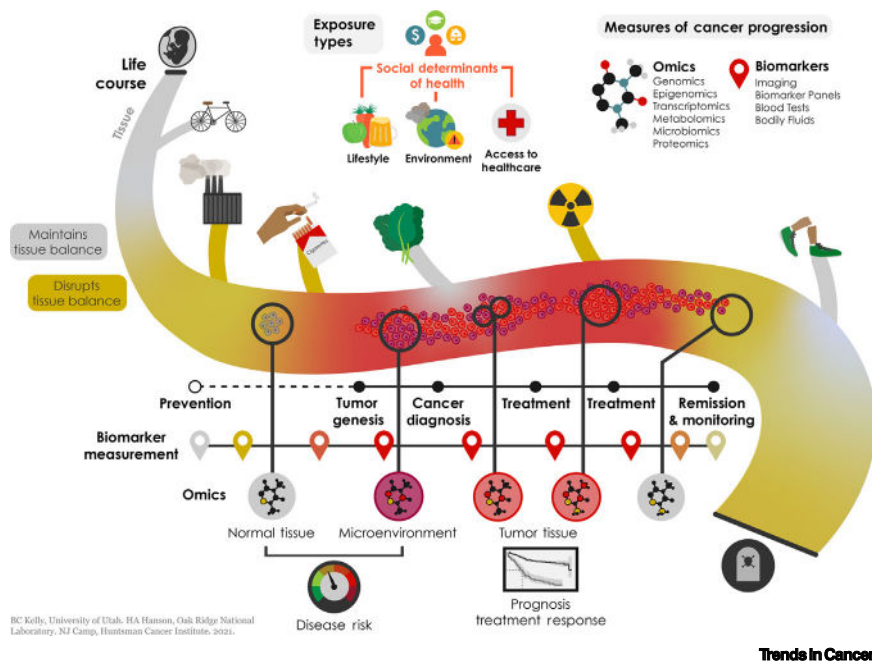 Exposure
types
Measures of cancer progression
Life
course
Tissue
Social determinants
of health
Lifestyle
Environment
Access to
healthcare
Omics
Genomics
Epigenomics
Transcriptomics
Metabolomics
Microbiomics
Proteomics
Biomarkers
Imaging
Biomarker Panels
Blood Tests
Bodily Fluids
Cigarettes
Maintains
tissue balance
Disrupts
tissue balance
Prevention
Tumor
genesis
Cancer
diagnosis
Treatment
Treatment
Remission
& monitoring
Biomarker
measurement
Omics
Normal tissue
Microenvironment
Tumor tissue
Disease risk
Prognosis
treatment response
BC Kelly, University of Utah. HA Hanson, Oak Ridge National
Laboratory. NJ Camp, Huntsman Cancer Institute. 2021.
Trends in Cancer